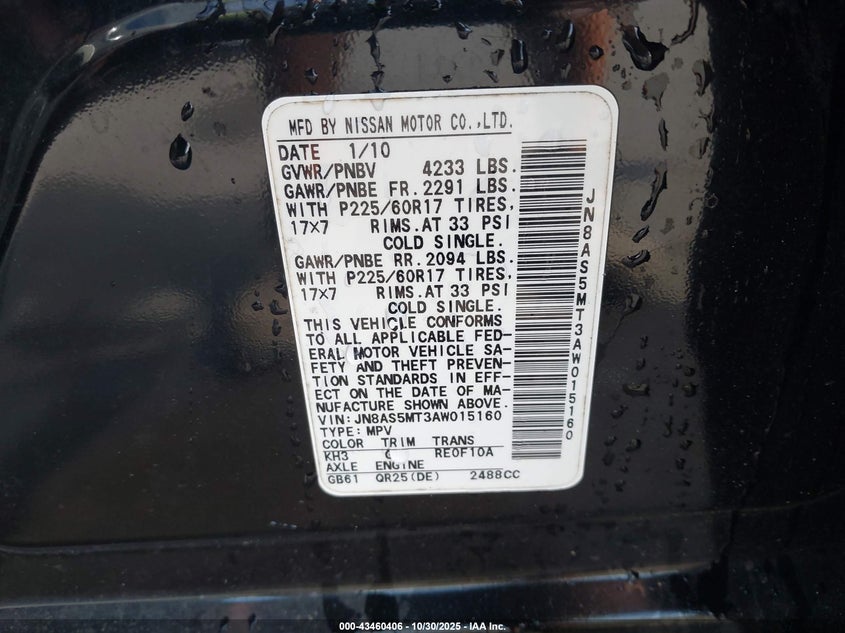 MFD BY NISSAN MOTOR CO.,LTD.
DATE 1/10
GVWR/PNBV 4233 LBS.
GAWR/PNBE FR. 2291 LBS.
WITH P225/60R17 TIRES,
17×7 RIMS.AT 33 PSI
COLD SINGLE.
GAWR/PNBE RR. 2094 LBS.
WITH P225/60R17 TIRES,
17×7 RIMS.AT 33 PSI
COLD SINGLE.
THIS VEHICLE CONFORMS
TO ALL APPLICABLE FED-
ERAL MOTOR VEHICLE SA-
FETY AND THEFT PREVEN-
TION STANDARDS IN EFF-
ECT ON THE DATE OF MA-
NUFACTURE SHOWN ABOVE.
VIN:JN8AS5MT3AW015160
TYPE:MPV
COLOR TRIM TRANS
KH3 RE0F10A
AXLE ENGINE
GB61 QR25(DE) 2488CC
JN8AS5MT3AW015160
000-43460406 - 10/30/2025 - IAA Inc.